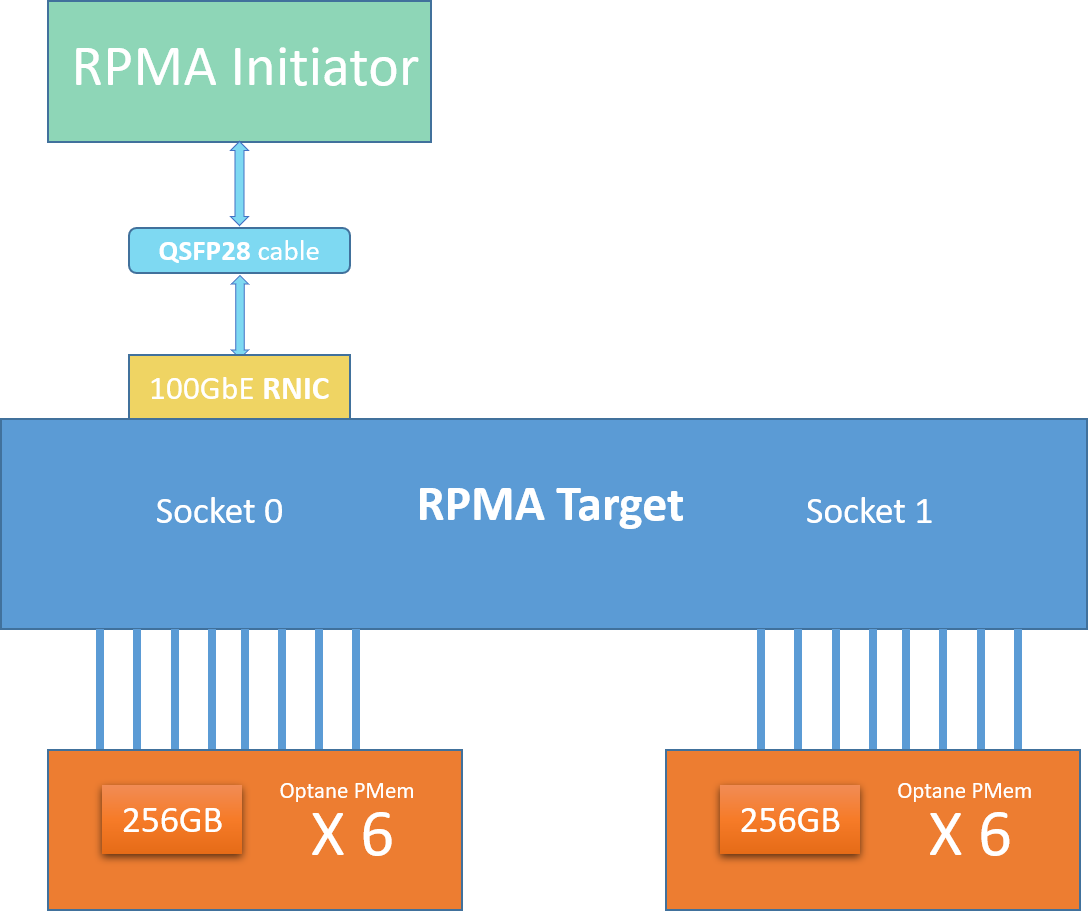 RPMA Initiator
QSFP28 cable
100GbE RNIC
Socket 0
RPMA Target
Socket 1
256GB
Optane PMem
X 6
256GB
Optane PMem
X 6